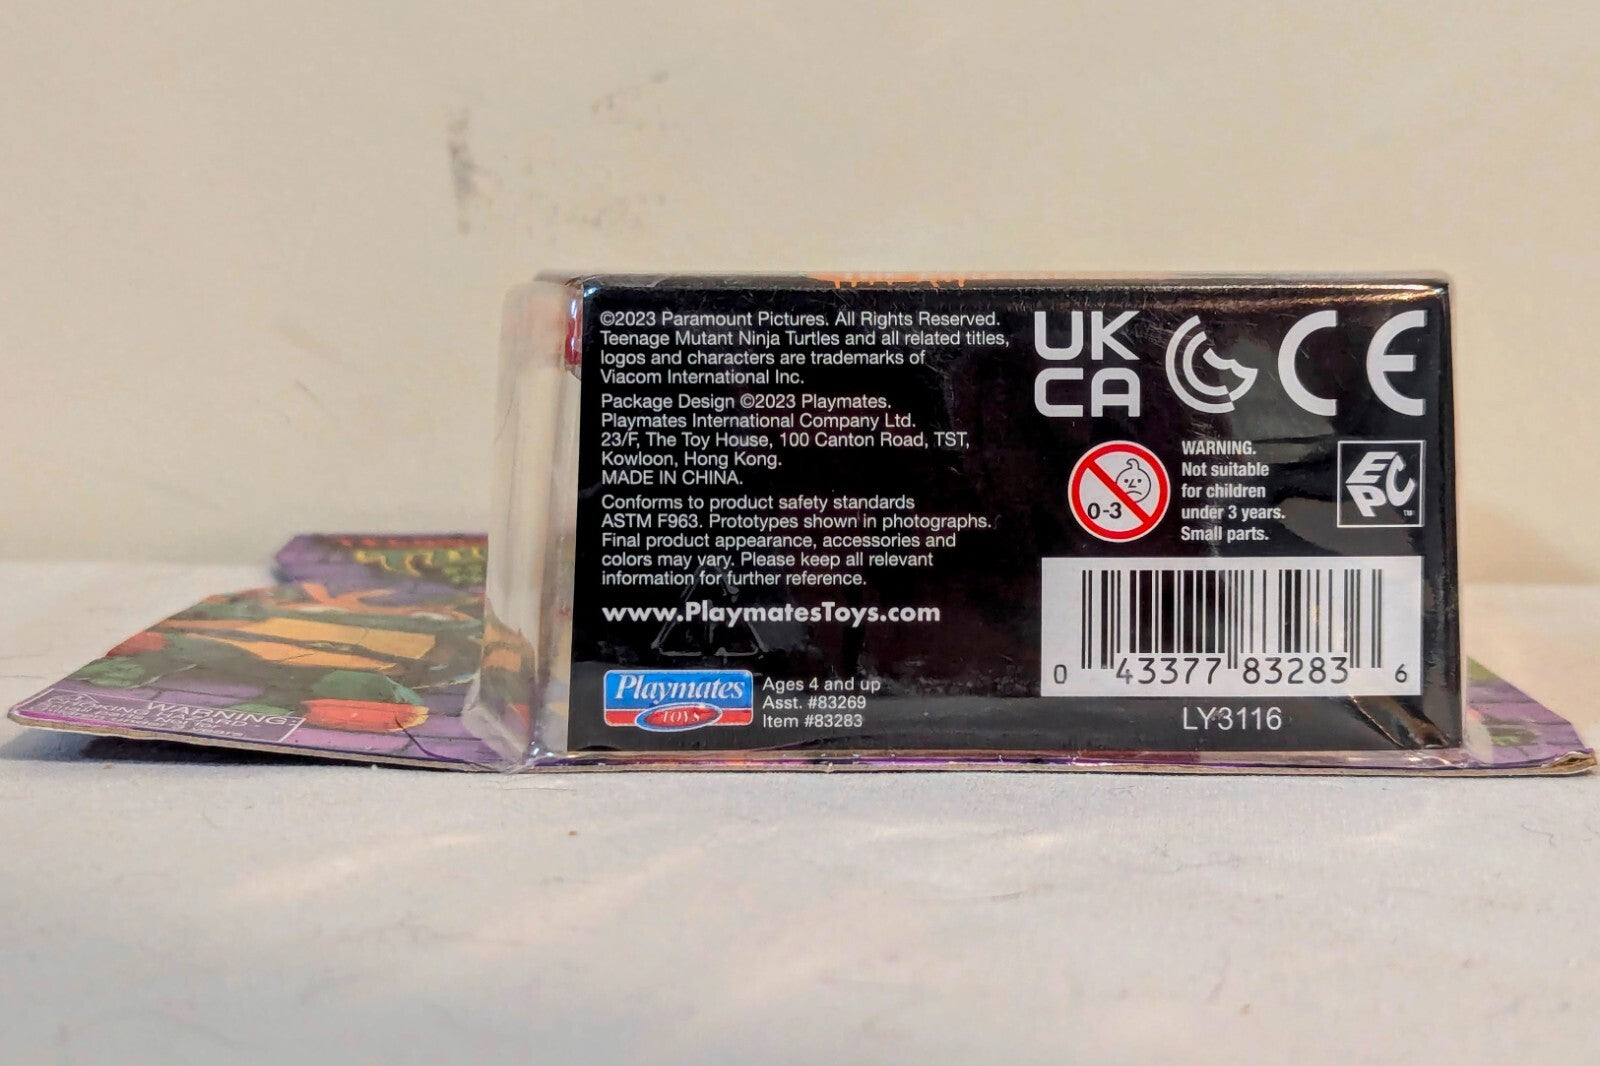 ©2023 Paramount Pictures. All Rights Reserved.
Teenage Mutant Ninja Turtles and all related titles,
logos and characters are trademarks of
Viacom International Inc.
Package Design ©2023 Playmates.
Playmates International Company Ltd.
23/F, The Toy House, 100 Canton Road, TST,
Kowloon, Hong Kong.
MADE IN CHINA.
Conforms to product safety standards
ASTM F963. Prototypes shown in photographs.
Final product appearance, accessories and
colors may vary. Please keep all relevant
information for further reference.
www.PlaymatesToys.com
Playmates
TOYS
Ages 4 and up
Asst. #83269
Item #83283
UK
CA
CE
0-3
WARNING.
Not suitable
for children
under 3 years.
Small parts.
EPC
TM
0 43377 83283 6
LY3116
WARNING:
CHOKING HAZARD